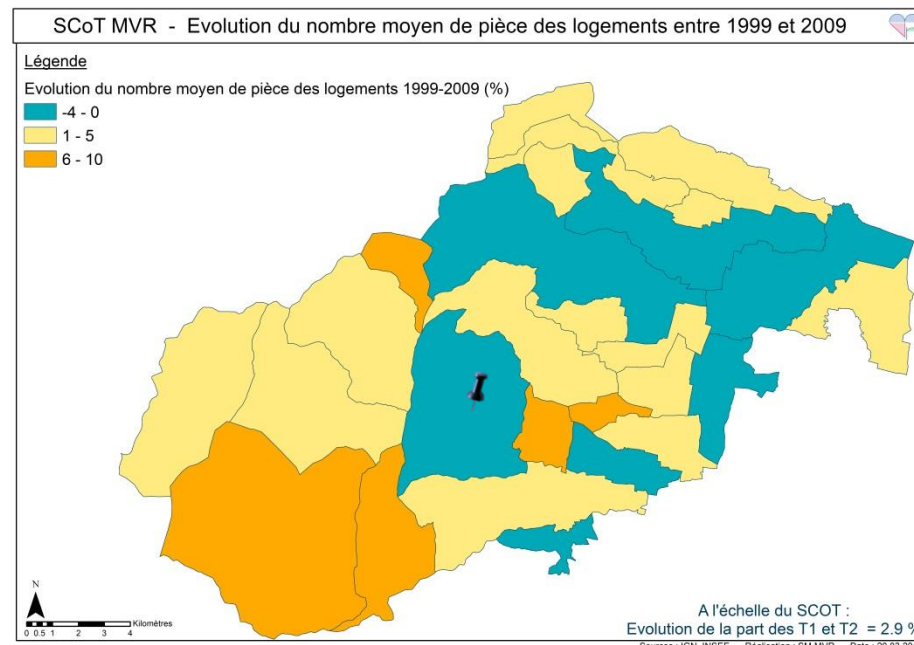 SCoT MVR - Evolution du nombre moyen de pièce des logements entre 1999 et 2009
Légende
Evolution du nombre moyen de pièce des logements 1999-2009 (%)
-4 - 0
1 - 5
6 - 10
N
0 0.5 1 2 3 4 Kilomètres
A l'échelle du SCOT :
Evolution de la part des T1 et T2 = 2.9 %